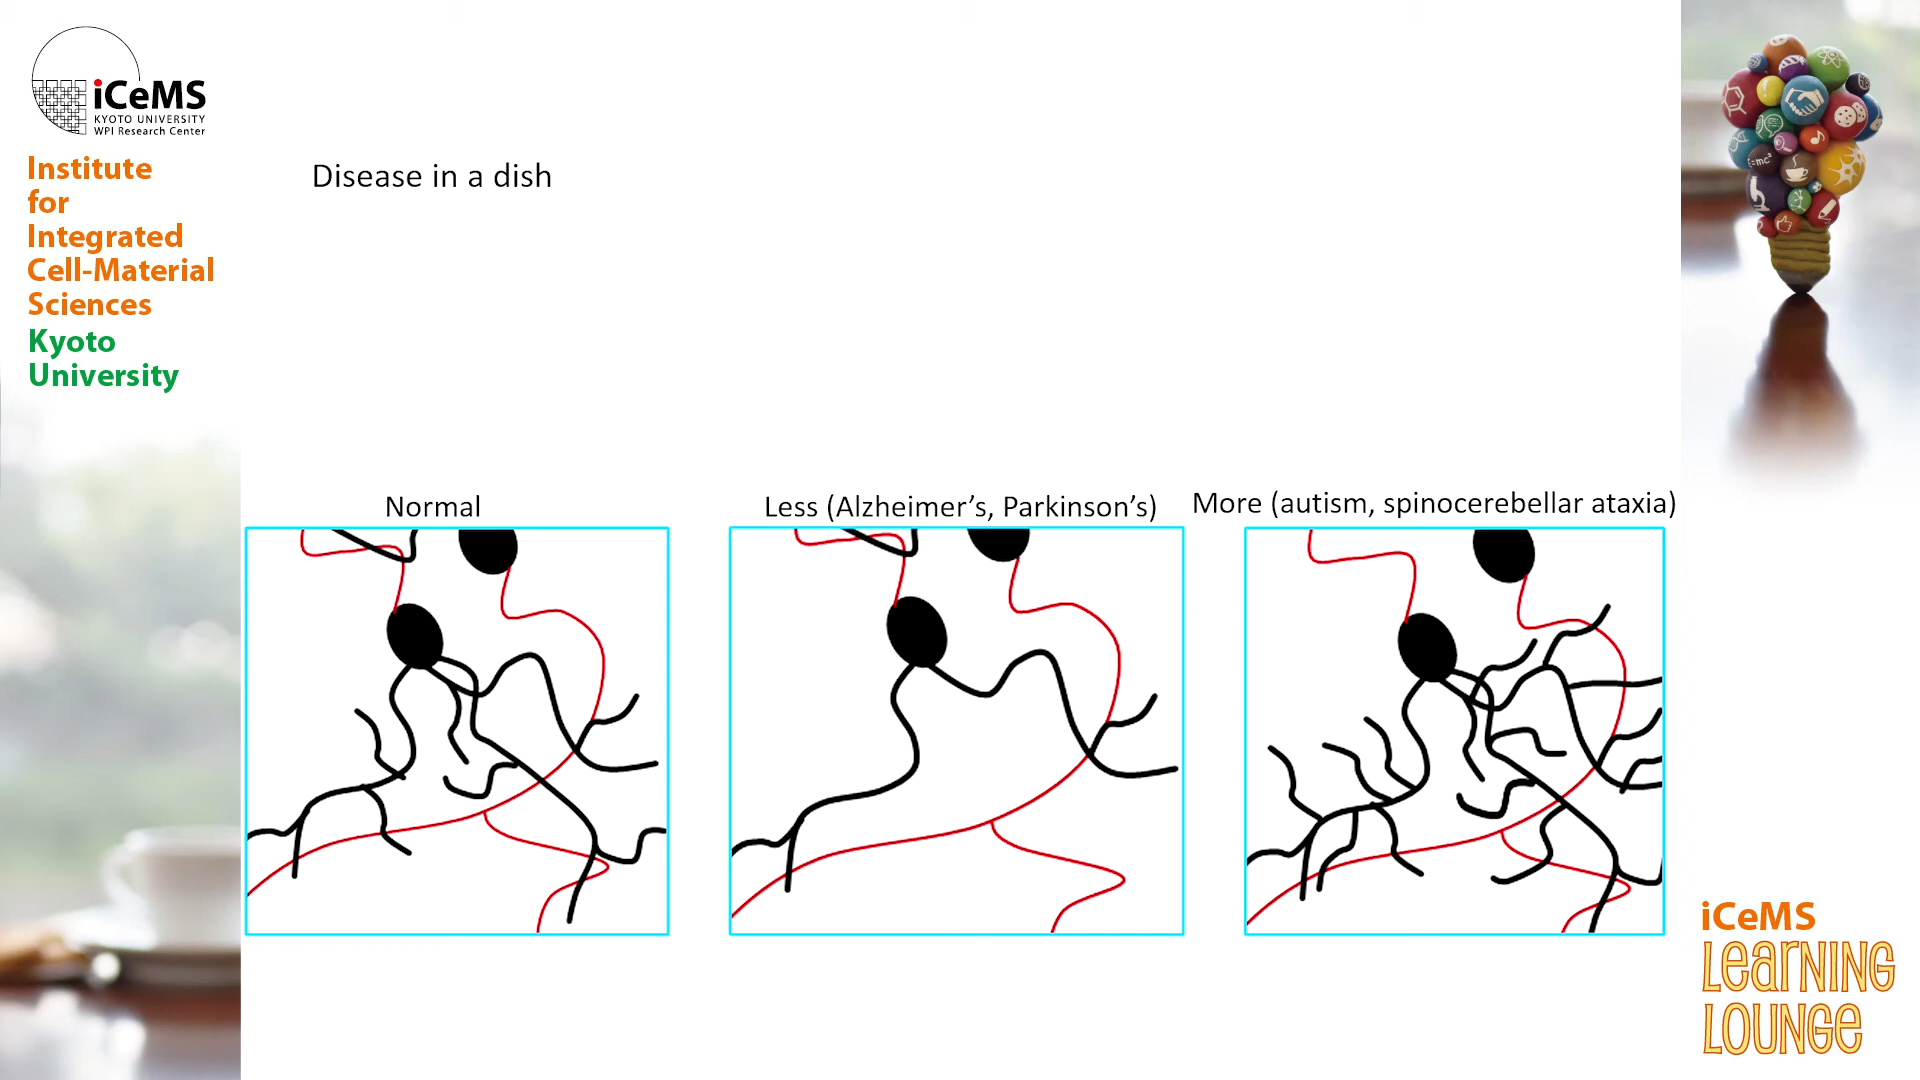 iCeMS
KYOTO UNIVERSITY
WPI Research Center
Institute
for
Integrated
Cell-Material
Sciences
Kyoto
University
Disease in a dish
Normal
Less (Alzheimer’s, Parkinson’s)
More (autism, spinocerebellar ataxia)
=mc²
iCeMS
LeaRNING
LOUNGe